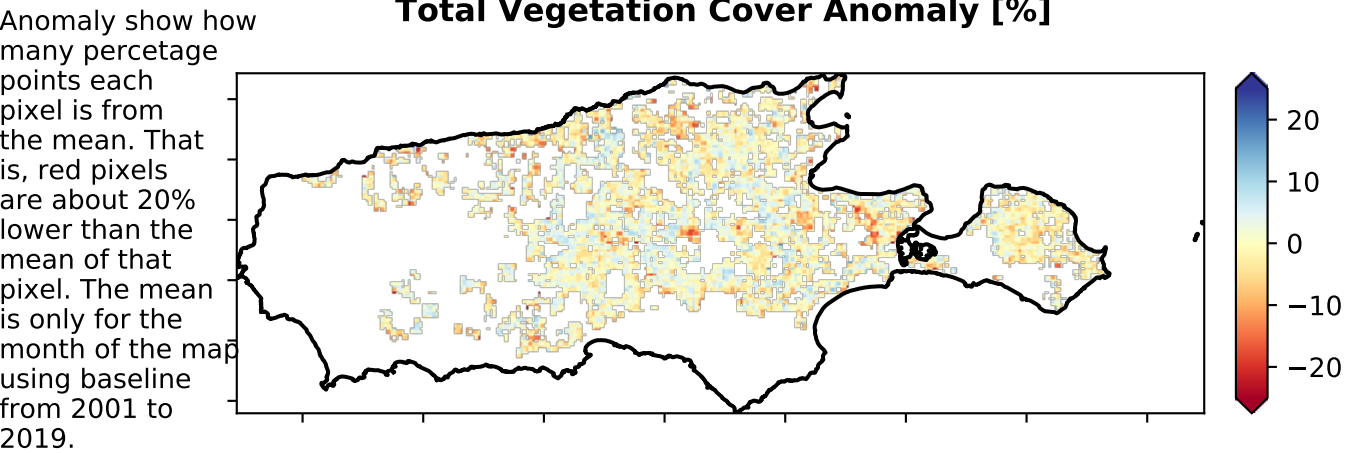 Total Vegetation Cover Anomaly [%]
Anomaly show how
many percetage
points each
pixel is from
the mean. That
is, red pixels
are about 20%
lower than the
mean of that
pixel. The mean
is only for the
month of the map
using baseline
from 2001 to
2019.
20
10
0
−10
−20